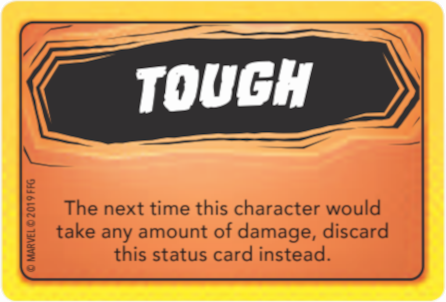 TOUGH
The next time this character would
take any amount of damage, discard
this status card instead.
© MARVEL © 2019 FFG